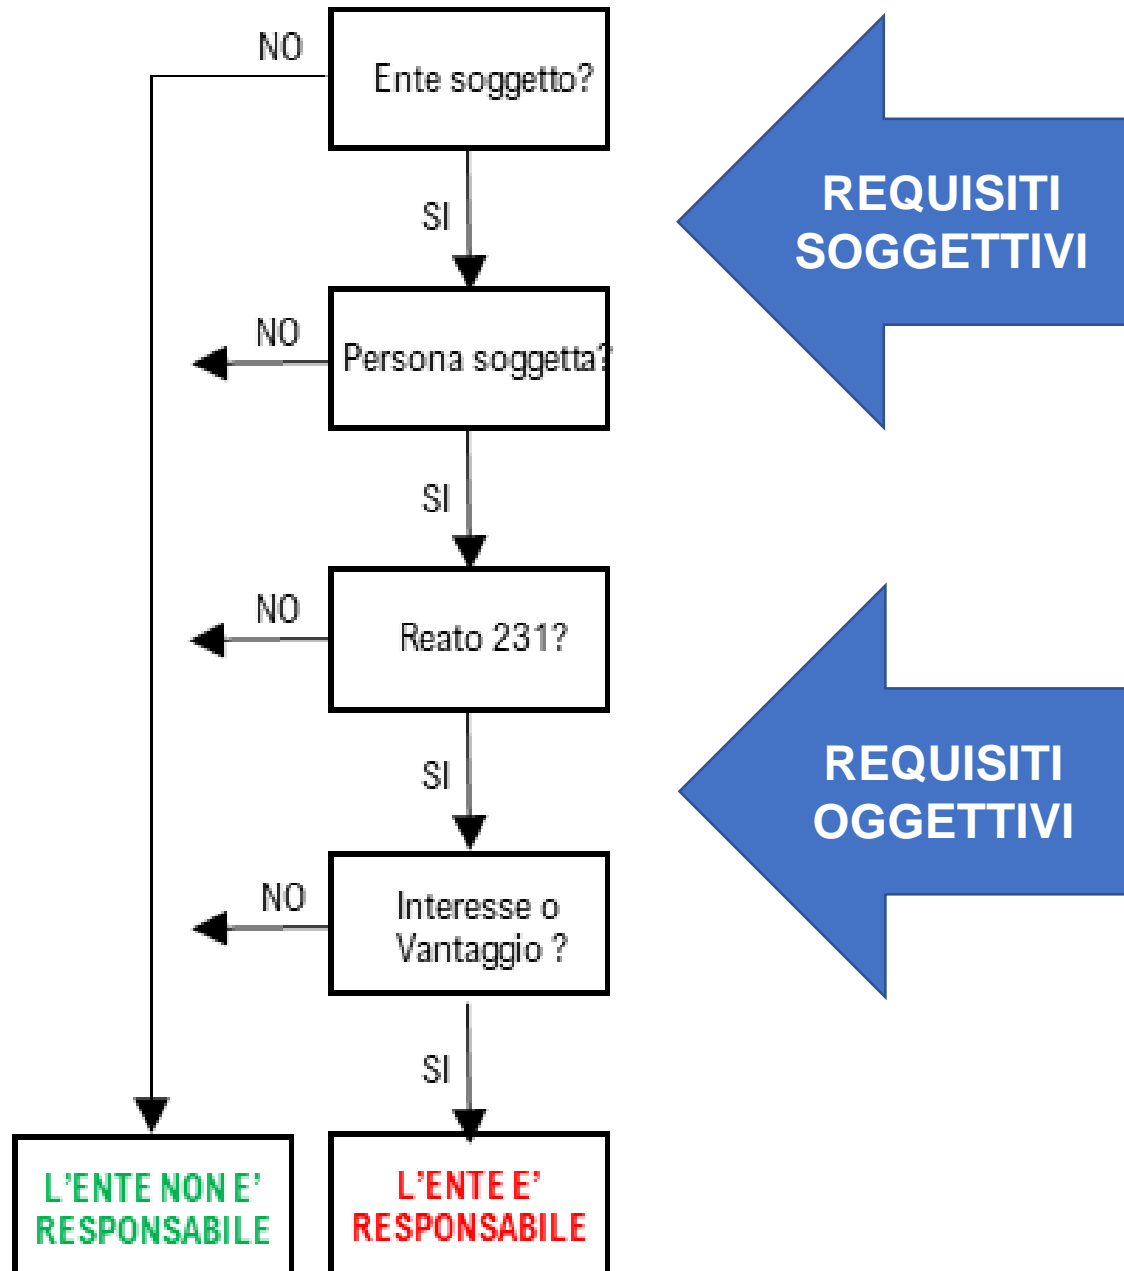 NO
Ente soggetto?
SI
REQUISITI
SOGGETTIVI
NO
Persona soggetta?
SI
NO
Reato 231?
SI
REQUISITI
OGGETTIVI
NO
Interesse o
Vantaggio ?
SI
L'ENTE NON E'
RESPONSABILE
L'ENTE E'
RESPONSABILE